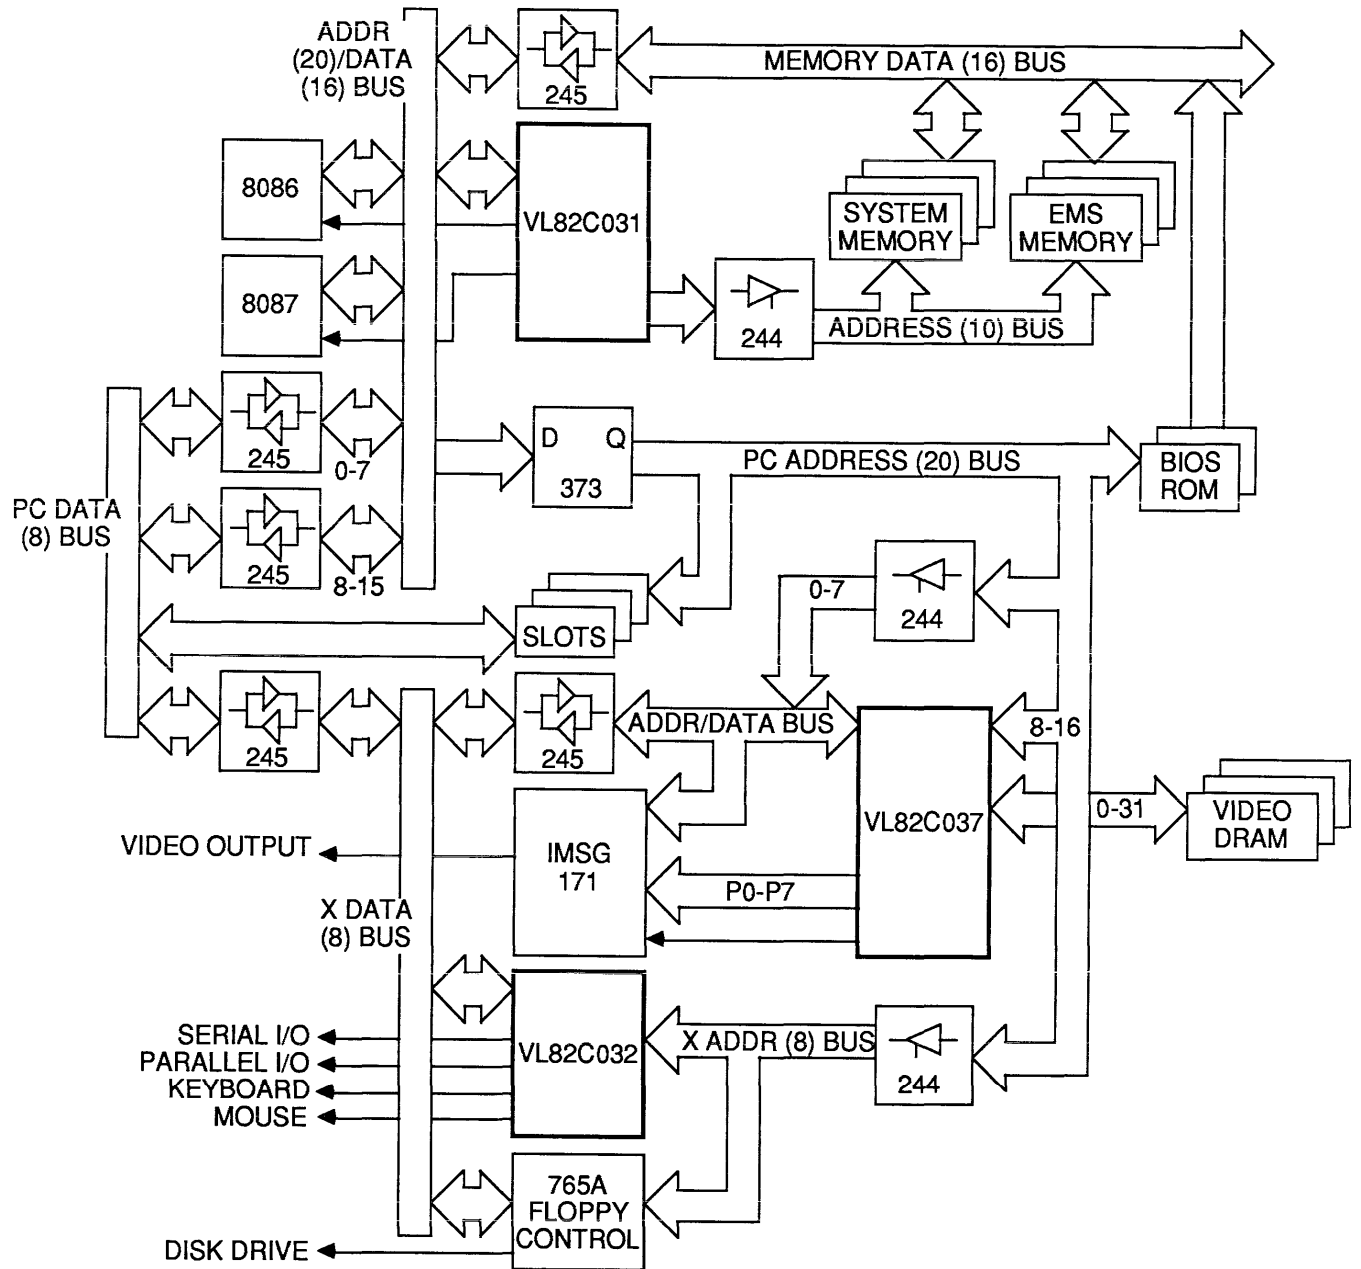 ADDR
(20)/DATA
(16) BUS
245
MEMORY DATA (16) BUS
8086
VL82C031
SYSTEM
MEMORY
EMS
MEMORY
8087
244
ADDRESS (10) BUS
245
0-7
D Q
373
PC ADDRESS (20) BUS
BIOS
ROM
PC DATA
(8) BUS
245
8-15
0-7
244
SLOTS
245
245
ADDR/DATA BUS
8-16
VL82C037
0-31
VIDEO
DRAM
VIDEO OUTPUT
IMSG
171
P0-P7
X DATA
(8) BUS
SERIAL I/O
PARALLEL I/O
KEYBOARD
MOUSE
VL82C032
X ADDR (8) BUS
244
765A
FLOPPY
CONTROL
DISK DRIVE